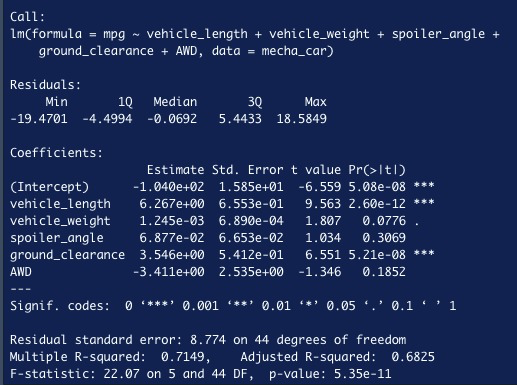 Call:
lm(formula = mpg ~ vehicle_length + vehicle_weight + spoiler_angle +
    ground_clearance + AWD, data = mecha_car)

Residuals:
     Min       1Q   Median       3Q      Max
-19.4701  -4.4994  -0.0692   5.4433  18.5849

Coefficients:
                   Estimate Std. Error t value Pr(>|t|)
(Intercept)      -1.040e+02  1.585e+01  -6.559 5.08e-08 ***
vehicle_length    6.267e+00  6.553e-01   9.563 2.60e-12 ***
vehicle_weight    1.245e-03  6.890e-04   1.807   0.0776 .
spoiler_angle     6.877e-02  6.653e-02   1.034   0.3069
ground_clearance  3.546e+00  5.412e-01   6.551 5.21e-08 ***
AWD              -3.411e+00  2.535e+00  -1.346   0.1852
---
Signif. codes:  0 ‘***’ 0.001 ‘**’ 0.01 ‘*’ 0.05 ‘.’ 0.1 ‘ ’ 1

Residual standard error: 8.774 on 44 degrees of freedom
Multiple R-squared:  0.7149,    Adjusted R-squared:  0.6825
F-statistic: 22.07 on 5 and 44 DF,  p-value: 5.35e-11